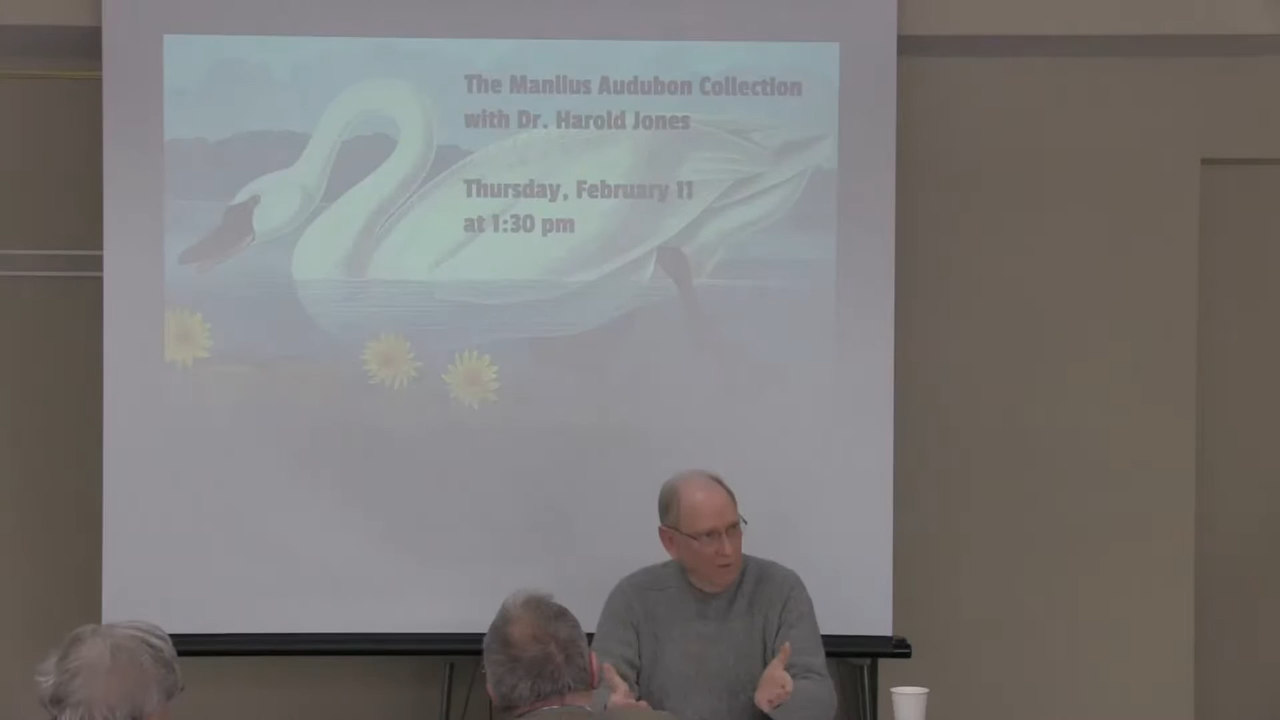 The Manlius Audubon Collection
with Dr. Harold Jones
Thursday, February 11
at 1:30 pm